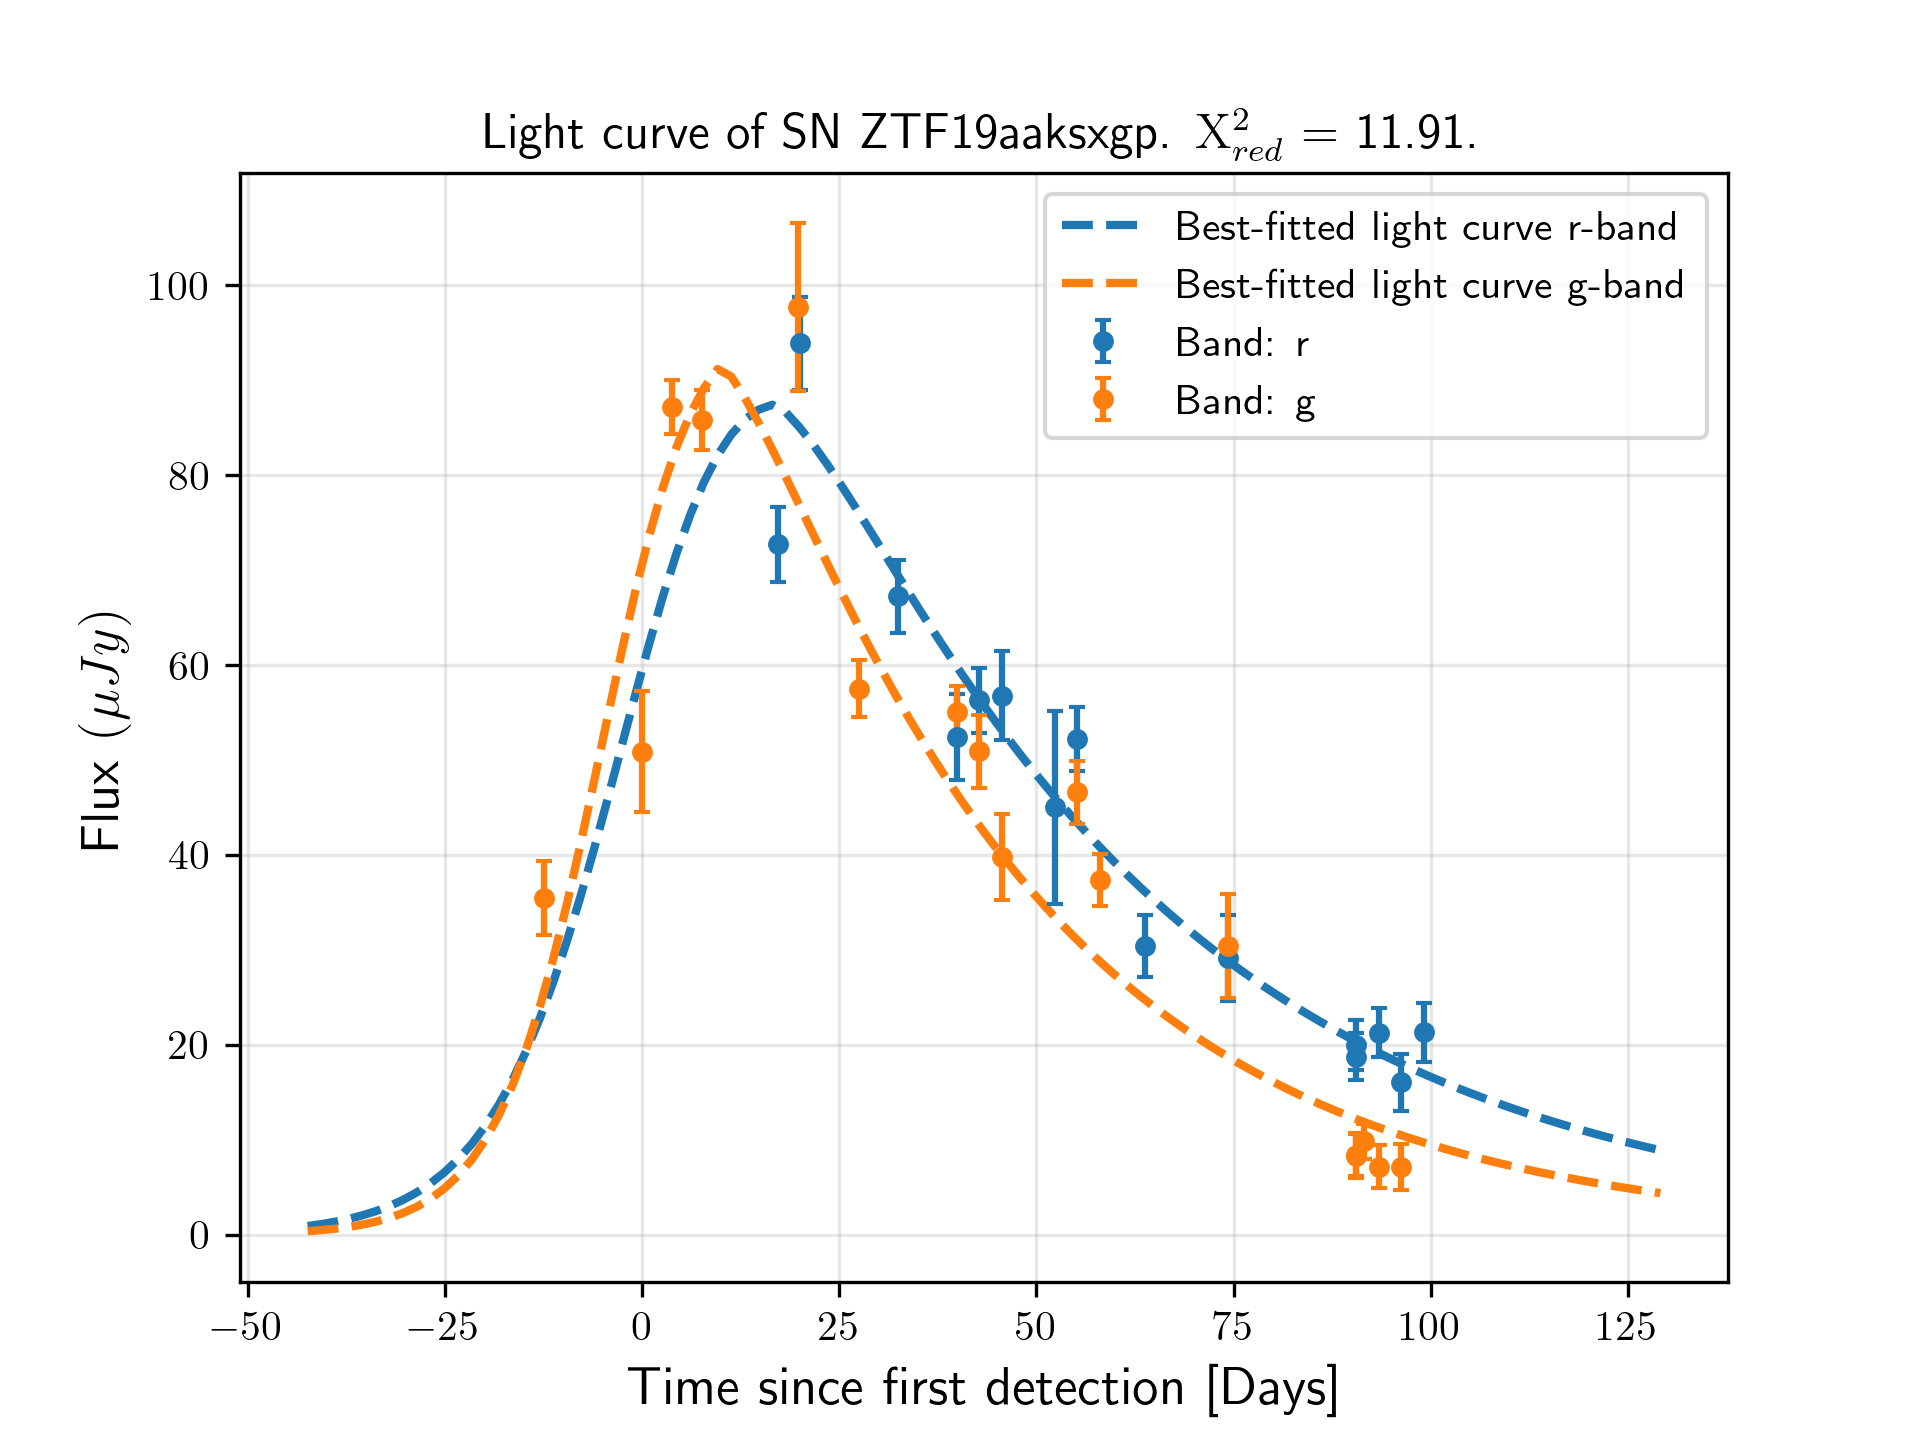 Light curve of SN ZTF19aaksxgp. X²_red = 11.91.
Best-fitted light curve r-band
Best-fitted light curve g-band
Band: r
Band: g
100
80
60
40
20
0
Flux (μJy)
−50 −25 0 25 50 75 100 125
Time since first detection [Days]